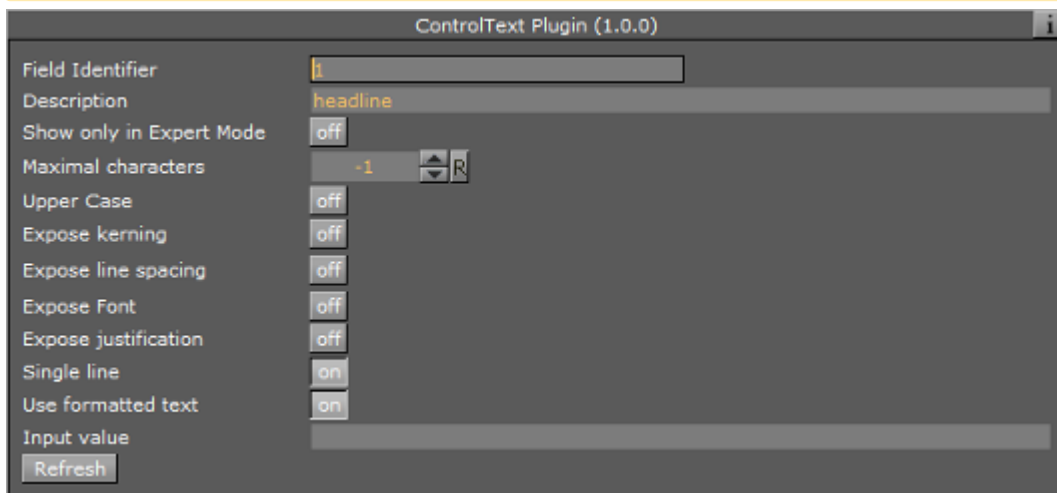 ControlText Plugin (1.0.0) i
Field Identifier 1
Description headline
Show only in Expert Mode off
Maximal characters -1 R
Upper Case off
Expose kerning off
Expose line spacing off
Expose Font off
Expose justification off
Single line on
Use formatted text on
Input value
Refresh